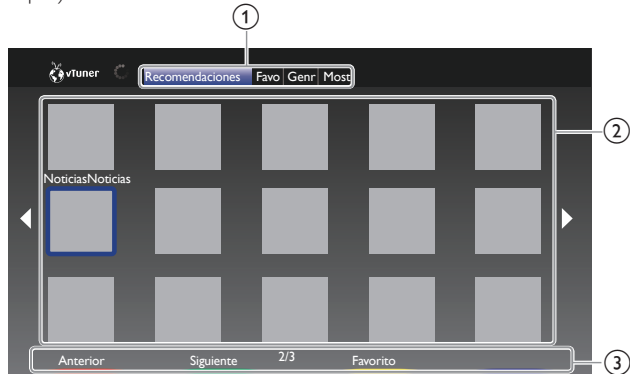 1
vTuner Recomendaciones Favo Genr Most
2
NoticiasNoticias
Anterior Siguiente 2/3 Favorito
3